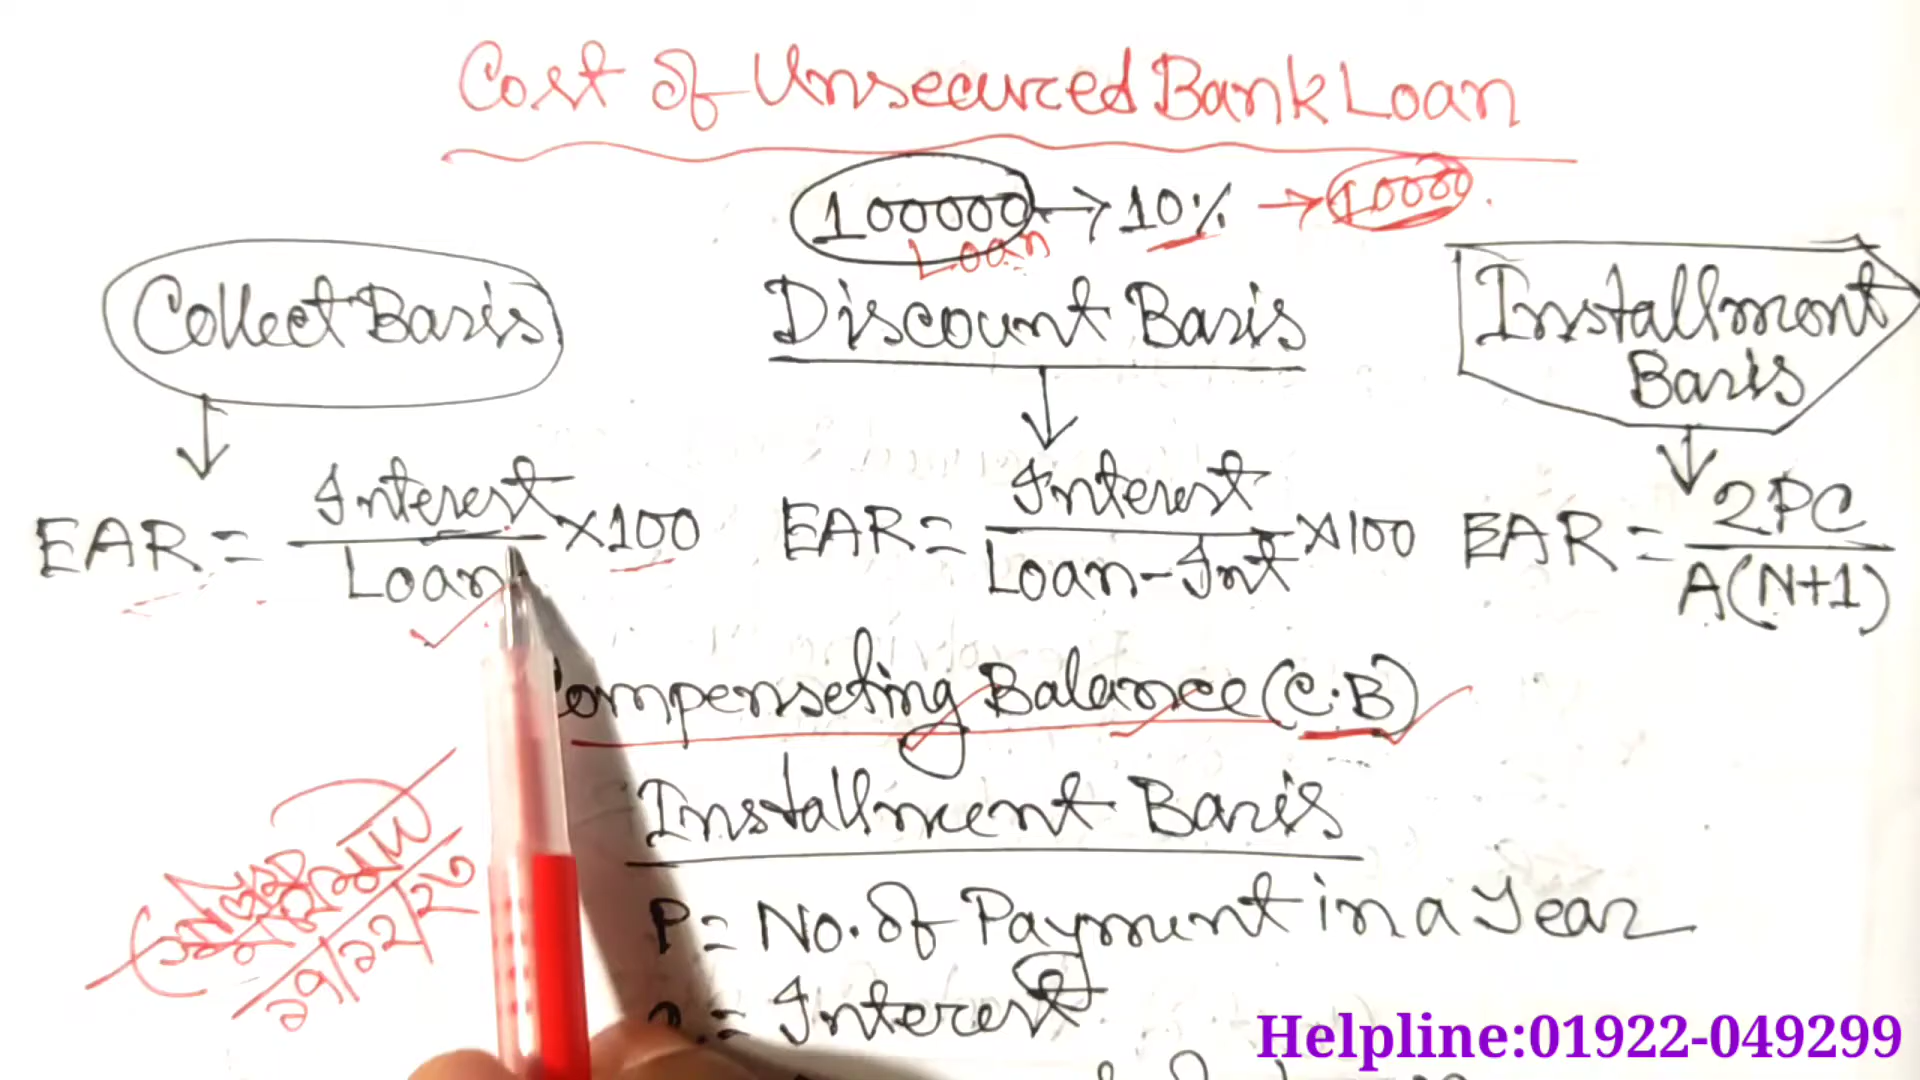 Cost of Unsecured Bank Loan
100000 → 10% → 10000
Loan
Collect Basis
Discount Basis
Installment Basis
EAR = Interest / Loan × 100
EAR = Interest / Loan - Int × 100
EAR = 2PC / A(N+1)
Compenseting Balance (C.B)
Installment Basis
P = No. of Payment in a Year
= Interest
Helpline:01922-049299